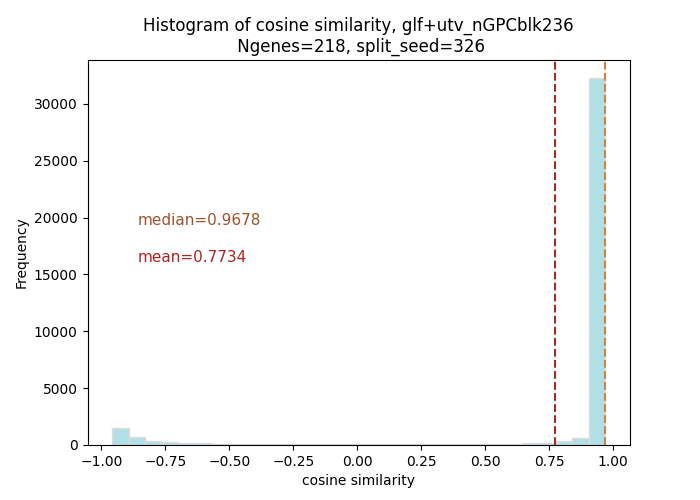 Histogram of cosine similarity, glf+utv_nGPCblk236
Ngenes=218, split_seed=326
30000
25000
20000
15000
10000
5000
0
Frequency
median=0.9678
mean=0.7734
−1.00 −0.75 −0.50 −0.25 0.00 0.25 0.50 0.75 1.00
cosine similarity